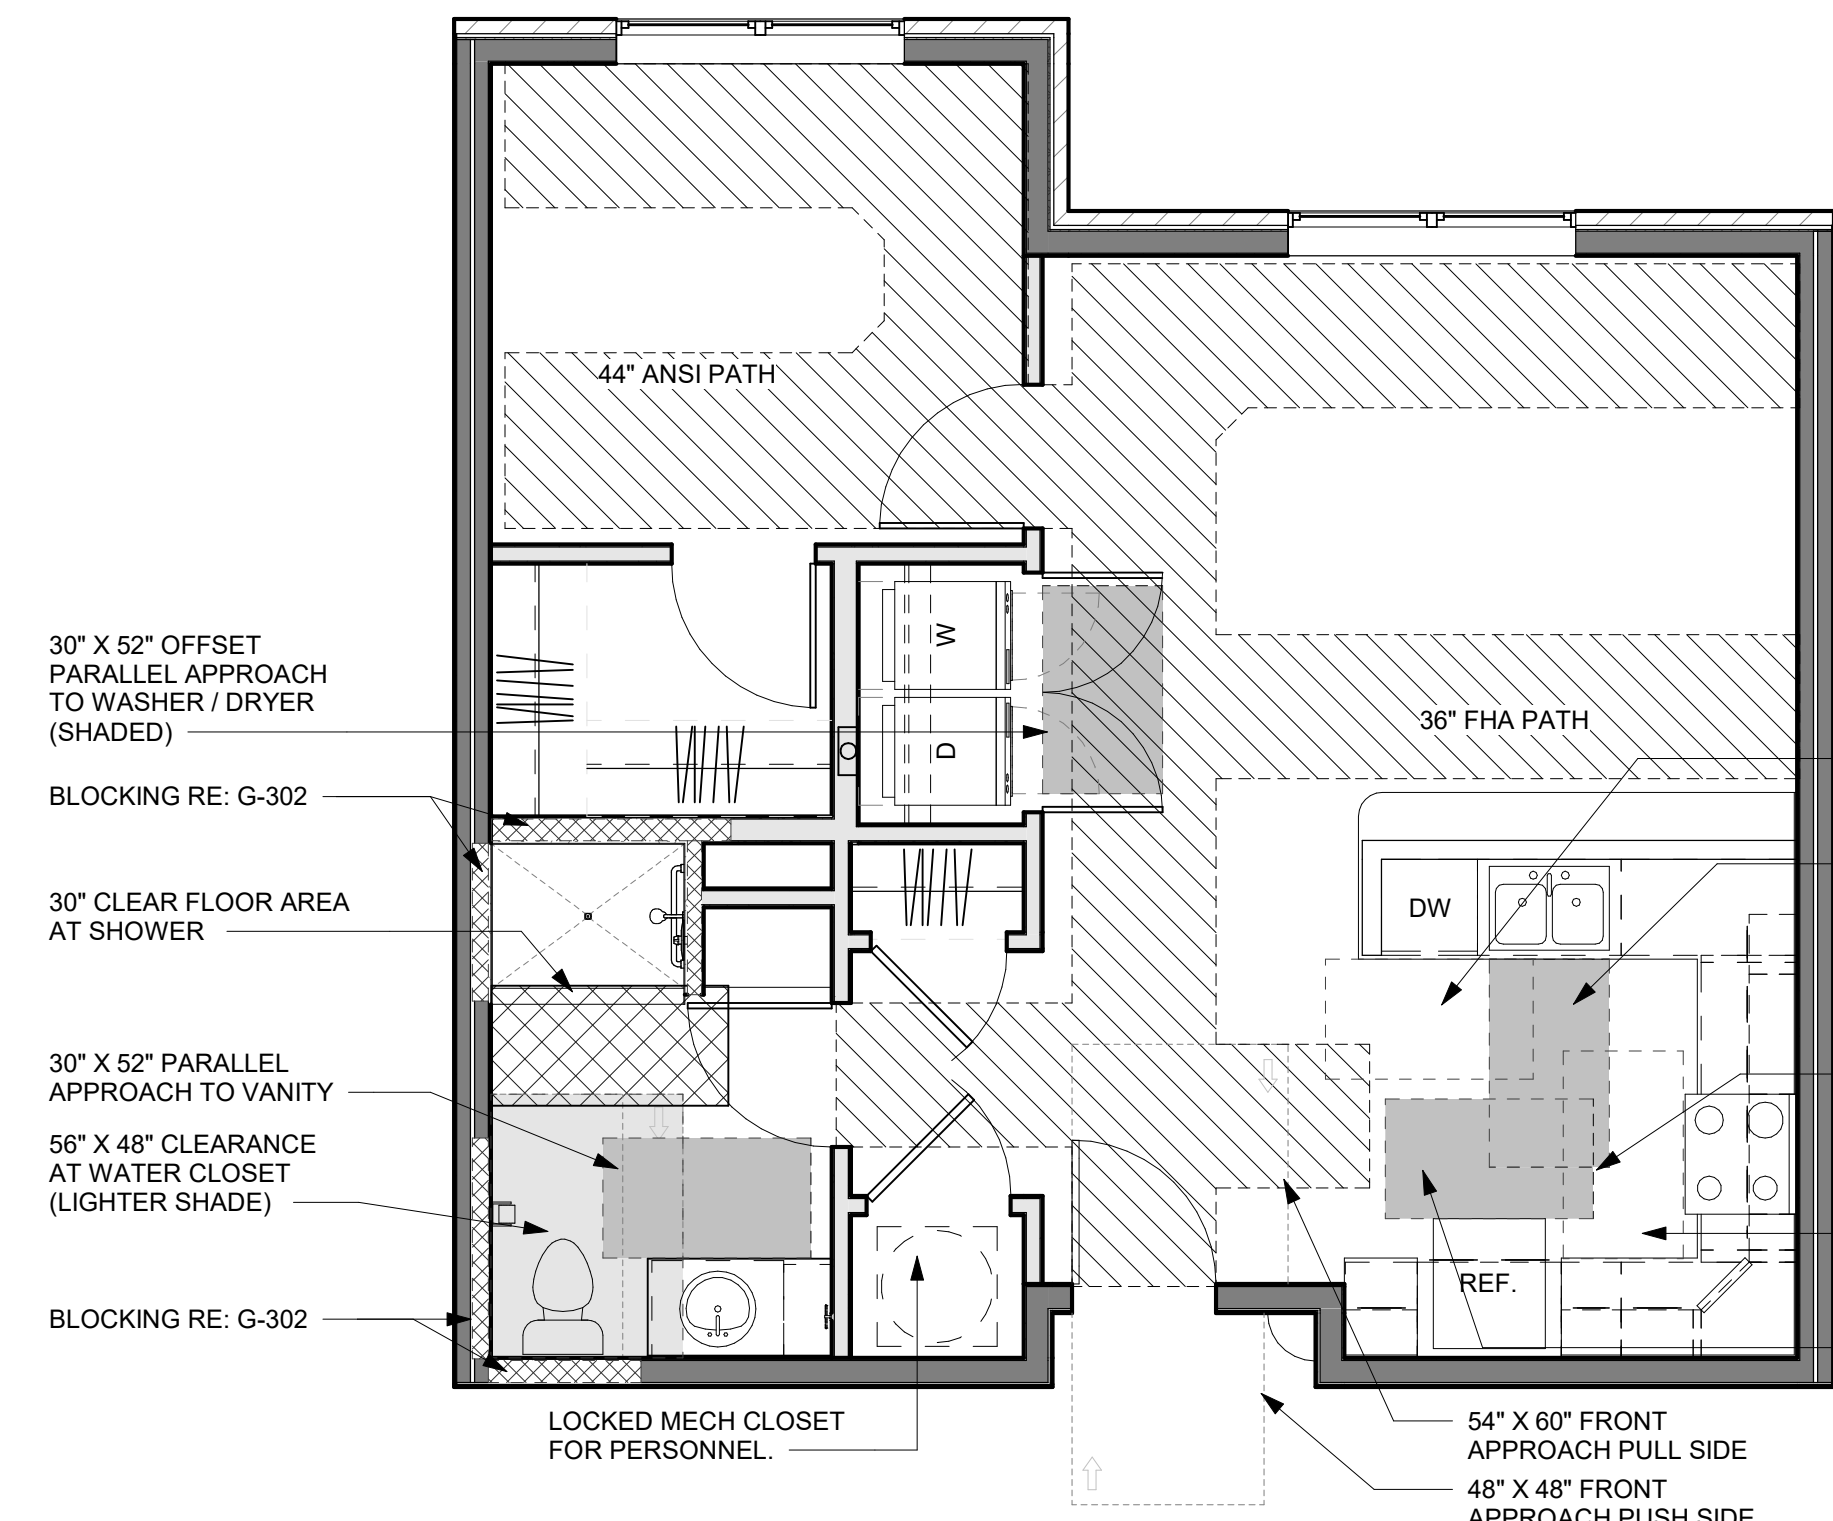 44" ANSI PATH
30" X 52" OFFSET
PARALLEL APPROACH
TO WASHER / DRYER
(SHADED)
W
D
36" FHA PATH
BLOCKING RE: G-302
30" CLEAR FLOOR AREA
AT SHOWER
DW
30" X 52" PARALLEL
APPROACH TO VANITY
56" X 48" CLEARANCE
AT WATER CLOSET
(LIGHTER SHADE)
REF.
BLOCKING RE: G-302
LOCKED MECH CLOSET
FOR PERSONNEL.
54" X 60" FRONT
APPROACH PULL SIDE
48" X 48" FRONT
APPROACH PUSH SIDE